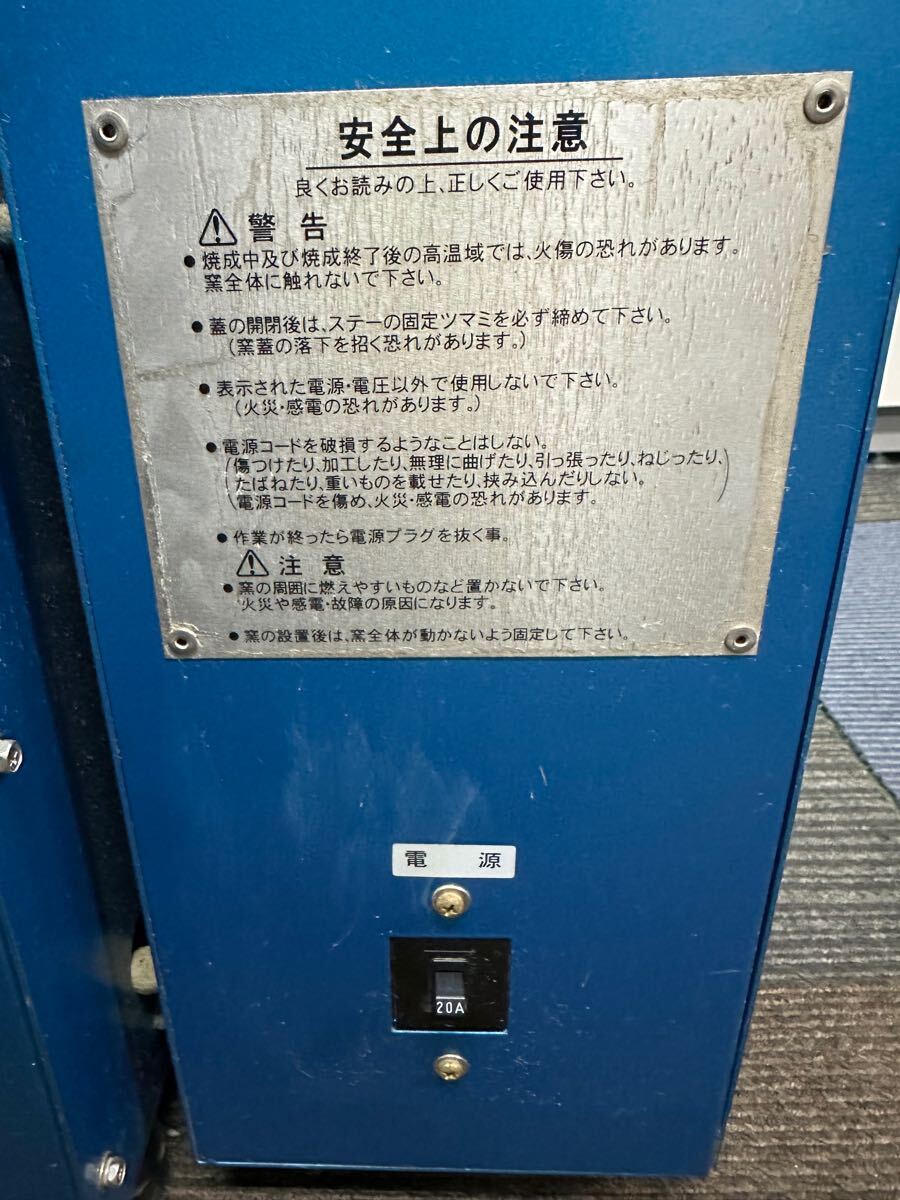 安全上の注意
良くお読みの上、正しくご使用下さい。
警告
●焼成中及び焼成終了後の高温域では、火傷の恐れがあります。
窯全体に触れないで下さい。
●蓋の開閉後は、ステーの固定ツマミを必ず締めて下さい。
(窯蓋の落下を招く恐れがあります。)
●表示された電源・電圧以外で使用しないで下さい。
(火災・感電の恐れがあります。)
●電源コードを破損するようなことはしない。
(傷つけたり、加工したり、無理に曲げたり、引っ張ったり、ねじったり、
たばねたり、重いものを載せたり、挟み込んだりしない。
電源コードを傷め、火災・感電の恐れがあります。)
●作業が終ったら電源プラグを抜く事。
注意
●窯の周囲に燃えやすいものなど置かないで下さい。
火災や感電・故障の原因になります。
●窯の設置後は、窯全体が動かないよう固定して下さい。
電源
20A